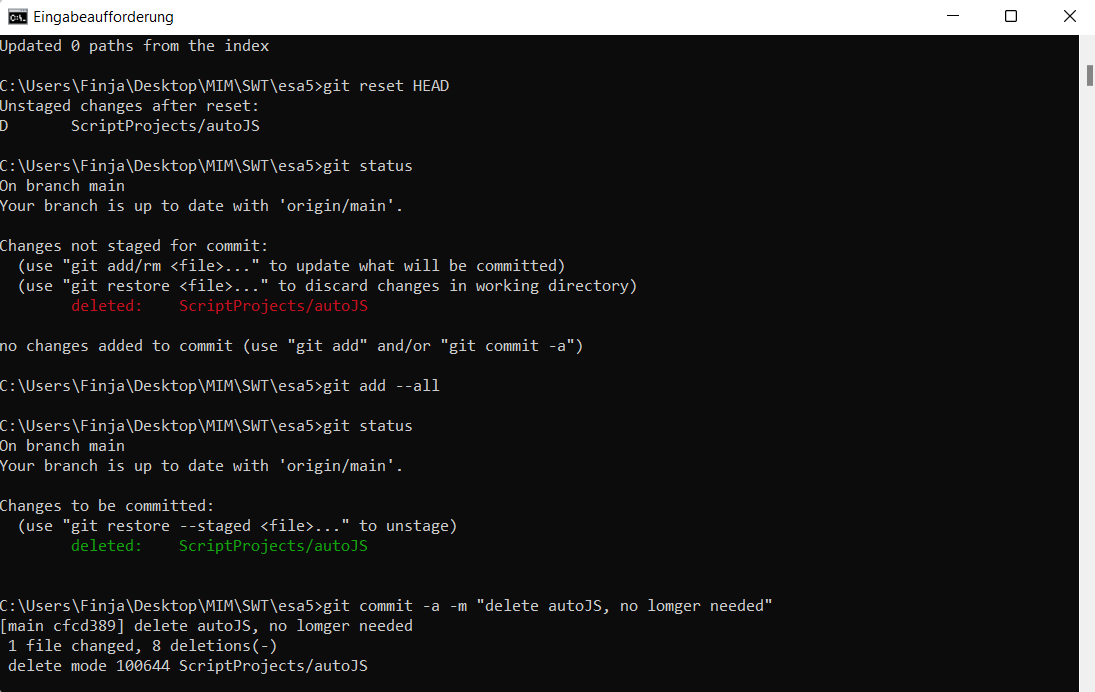 Eingabeaufforderung
Updated 0 paths from the index
C:\Users\Finja\Desktop\MIM\SWT\esa5>git reset HEAD
Unstaged changes after reset:
D       ScriptProjects/autoJS
C:\Users\Finja\Desktop\MIM\SWT\esa5>git status
On branch main
Your branch is up to date with 'origin/main'.
Changes not staged for commit:
  (use "git add/rm <file>..." to update what will be committed)
  (use "git restore <file>..." to discard changes in working directory)
        deleted:    ScriptProjects/autoJS
no changes added to commit (use "git add" and/or "git commit -a")
C:\Users\Finja\Desktop\MIM\SWT\esa5>git add --all
C:\Users\Finja\Desktop\MIM\SWT\esa5>git status
On branch main
Your branch is up to date with 'origin/main'.
Changes to be committed:
  (use "git restore --staged <file>..." to unstage)
        deleted:    ScriptProjects/autoJS
C:\Users\Finja\Desktop\MIM\SWT\esa5>git commit -a -m "delete autoJS, no lomger needed"
[main cfcd389] delete autoJS, no lomger needed
 1 file changed, 8 deletions(-)
 delete mode 100644 ScriptProjects/autoJS